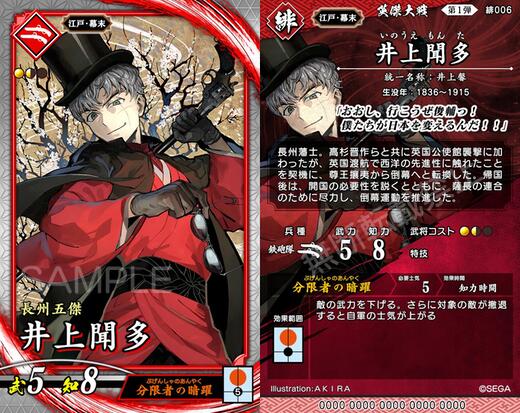 二
江戸・幕末
SAMPLE
長州五傑
井上聞多
武5 知8
ぶげんしゃのあんやく
分限者の暗躍
5
緋
江戸・幕末
英傑大戦
第1弾
緋006
いのうえ もん た
井上聞多
統一名称:井上馨
生没年:1836~1915
「おおし、行こうぜ俊輔っ!
僕たちが日本を変えるんだ!!」
長州藩士。高杉晋作らと共に英国公使館襲撃に加
わったが、英国渡航で西洋の先進性に触れたこと
を契機に、尊王攘夷から倒幕へと転換した。帰国
後は、開国の必要性を説くとともに、薩長の連合
のために尽力し、倒幕運動を推進した。
兵種 武力 知力 武将コスト
鉄砲隊 5 8 特技
ぶげんしゃのあんやく
分限者の暗躍
必要士気
5
効果時間
知力時間
効果範囲
敵の武力を下げる。さらに対象の敵が撤
退すると自軍の士気が上がる
Illustration:AKIRA
©SEGA
0000 0000 0000 0000 0000